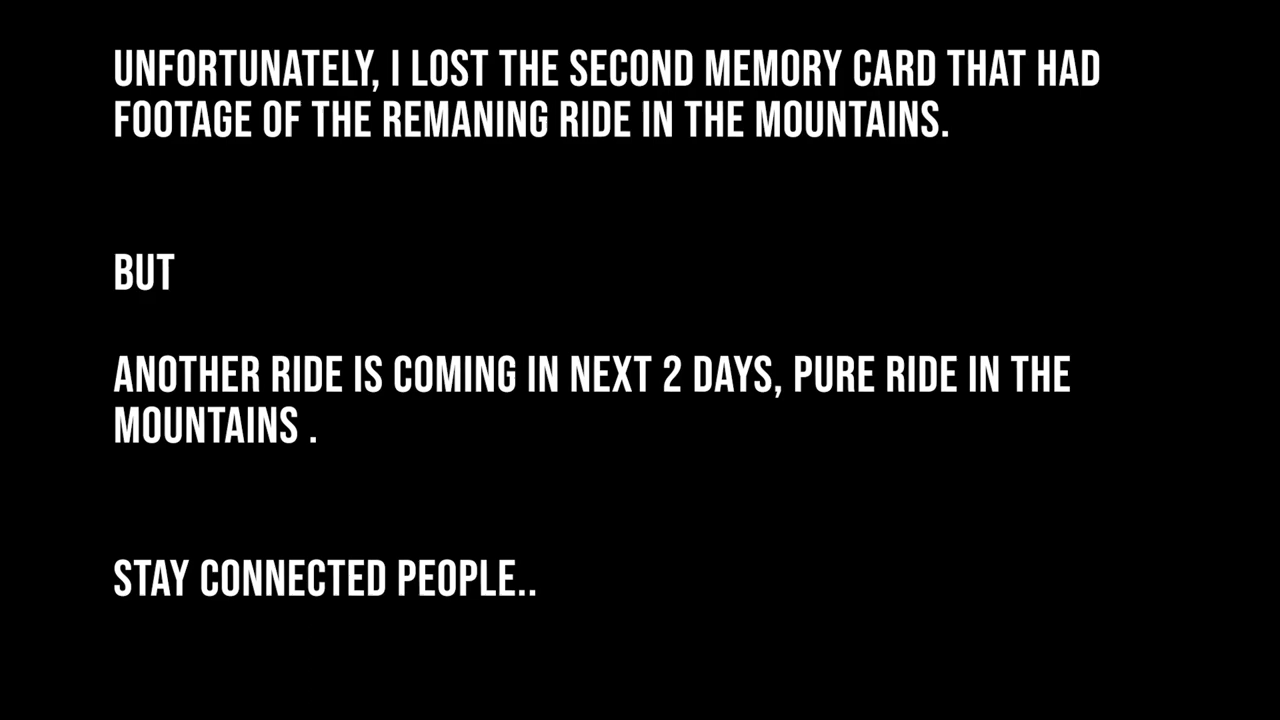 UNFORTUNATELY, I LOST THE SECOND MEMORY CARD THAT HAD
FOOTAGE OF THE REMANING RIDE IN THE MOUNTAINS.
BUT
ANOTHER RIDE IS COMING IN NEXT 2 DAYS, PURE RIDE IN THE
MOUNTAINS .
STAY CONNECTED PEOPLE..